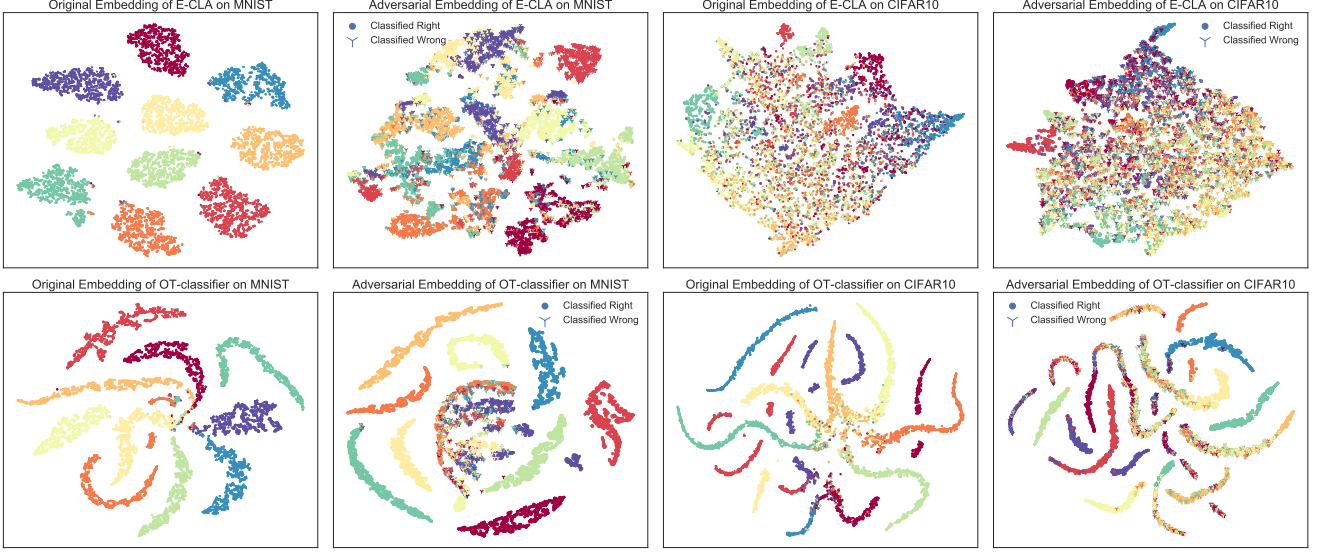 Original Embedding of E-CLA on MNIST
Adversarial Embedding of E-CLA on MNIST
Classified Right
Classified Wrong
Original Embedding of E-CLA on CIFAR10
Adversarial Embedding of E-CLA on CIFAR10
Classified Right
Classified Wrong
Original Embedding of OT-classifier on MNIST
Adversarial Embedding of OT-classifier on MNIST
Classified Right
Classified Wrong
Original Embedding of OT-classifier on CIFAR10
Adversarial Embedding of OT-classifier on CIFAR10
Classified Right
Classified Wrong